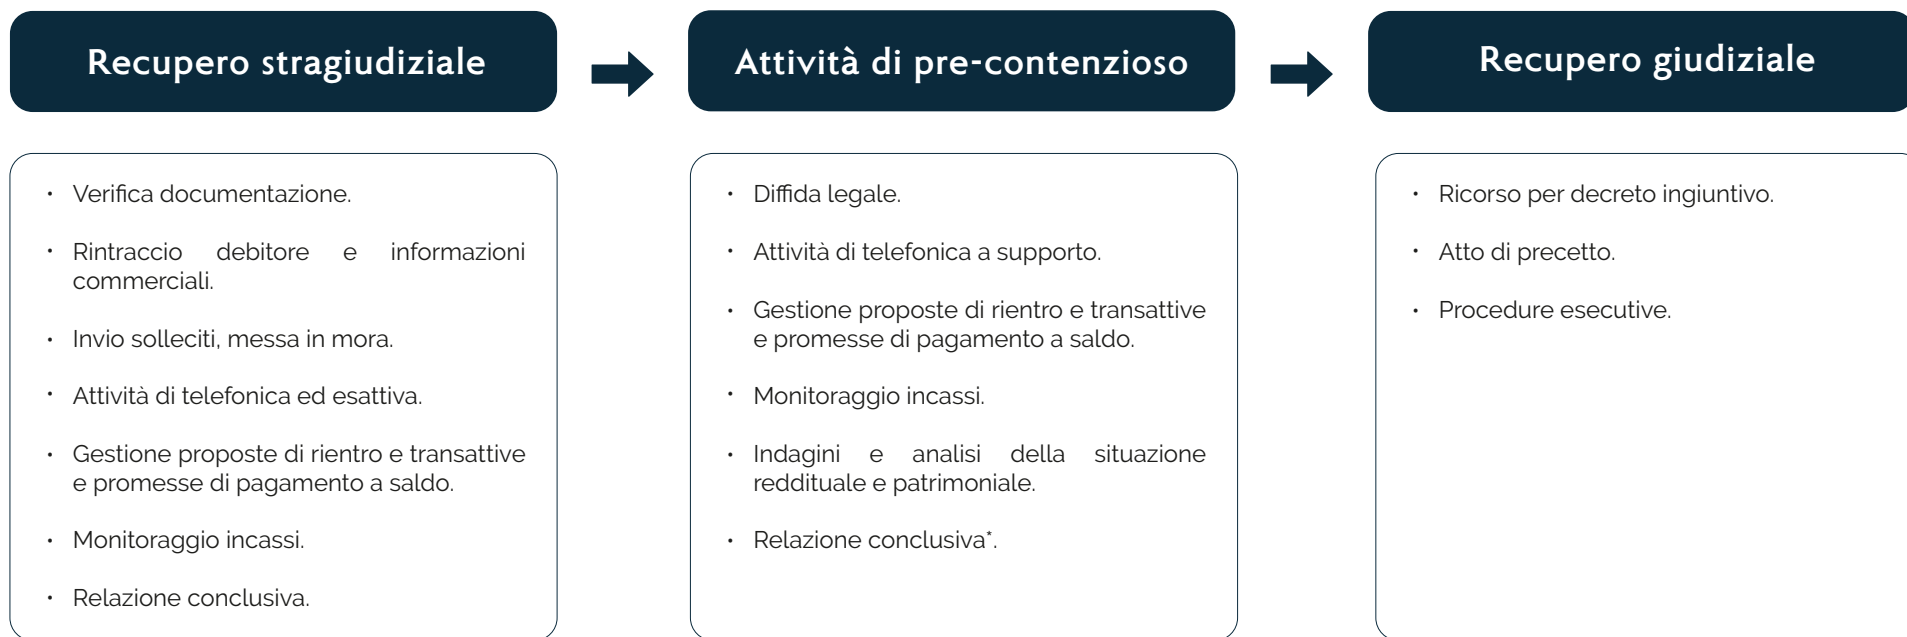 Recupero stragiudiziale
Attività di pre-contenzioso
Recupero giudiziale
• Verifica documentazione.
• Rintraccio debitore e informazioni
commerciali.
• Invio solleciti, messa in mora.
• Attività di telefonica ed esattiva.
• Gestione proposte di rientro e transattive
e promesse di pagamento a saldo.
• Monitoraggio incassi.
• Relazione conclusiva.
• Diffida legale.
• Attività di telefonica a supporto.
• Gestione proposte di rientro e transattive
e promesse di pagamento a saldo.
• Monitoraggio incassi.
• Indagini e analisi della situazione
reddituale e patrimoniale.
• Relazione conclusiva*.
• Ricorso per decreto ingiuntivo.
• Atto di precetto.
• Procedure esecutive.